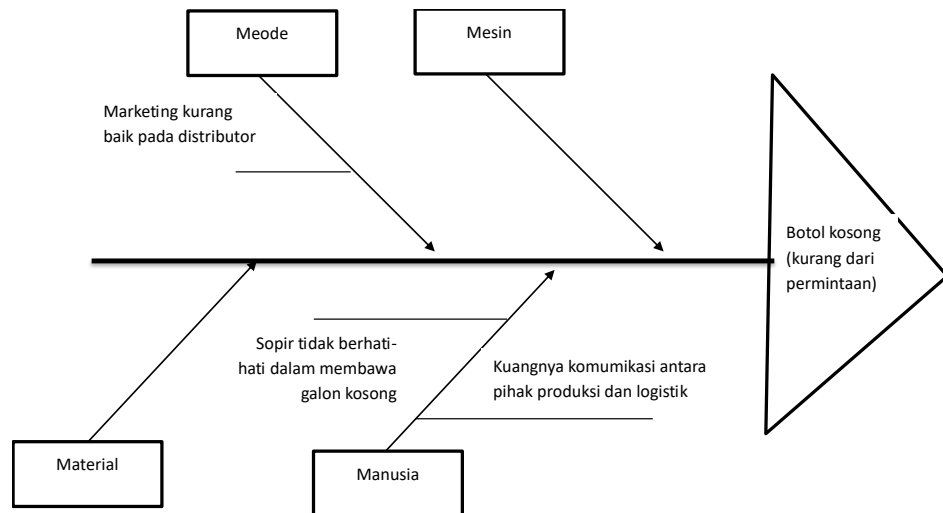 Meode
Mesin
Marketing kurang
baik pada distributor
Botol kosong
(kurang dari
permintaan)
Sopir tidak berhati-
hati dalam membawa
galon kosong
Kuangnya komumikasi antara
pihak produksi dan logistik
Material
Manusia